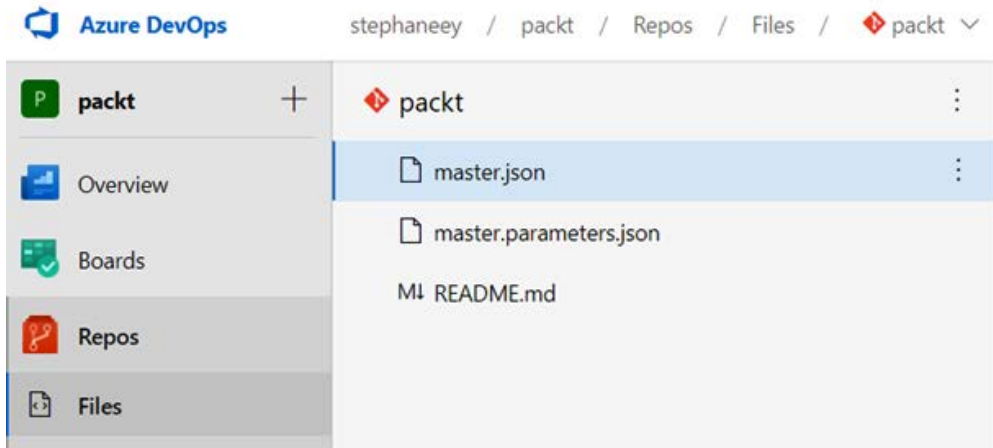 Azure DevOps stephaneey / packt / Repos / Files / packt
P packt
packt
master.json
Overview
master.parameters.json
Boards
M↓ README.md
Repos
Files